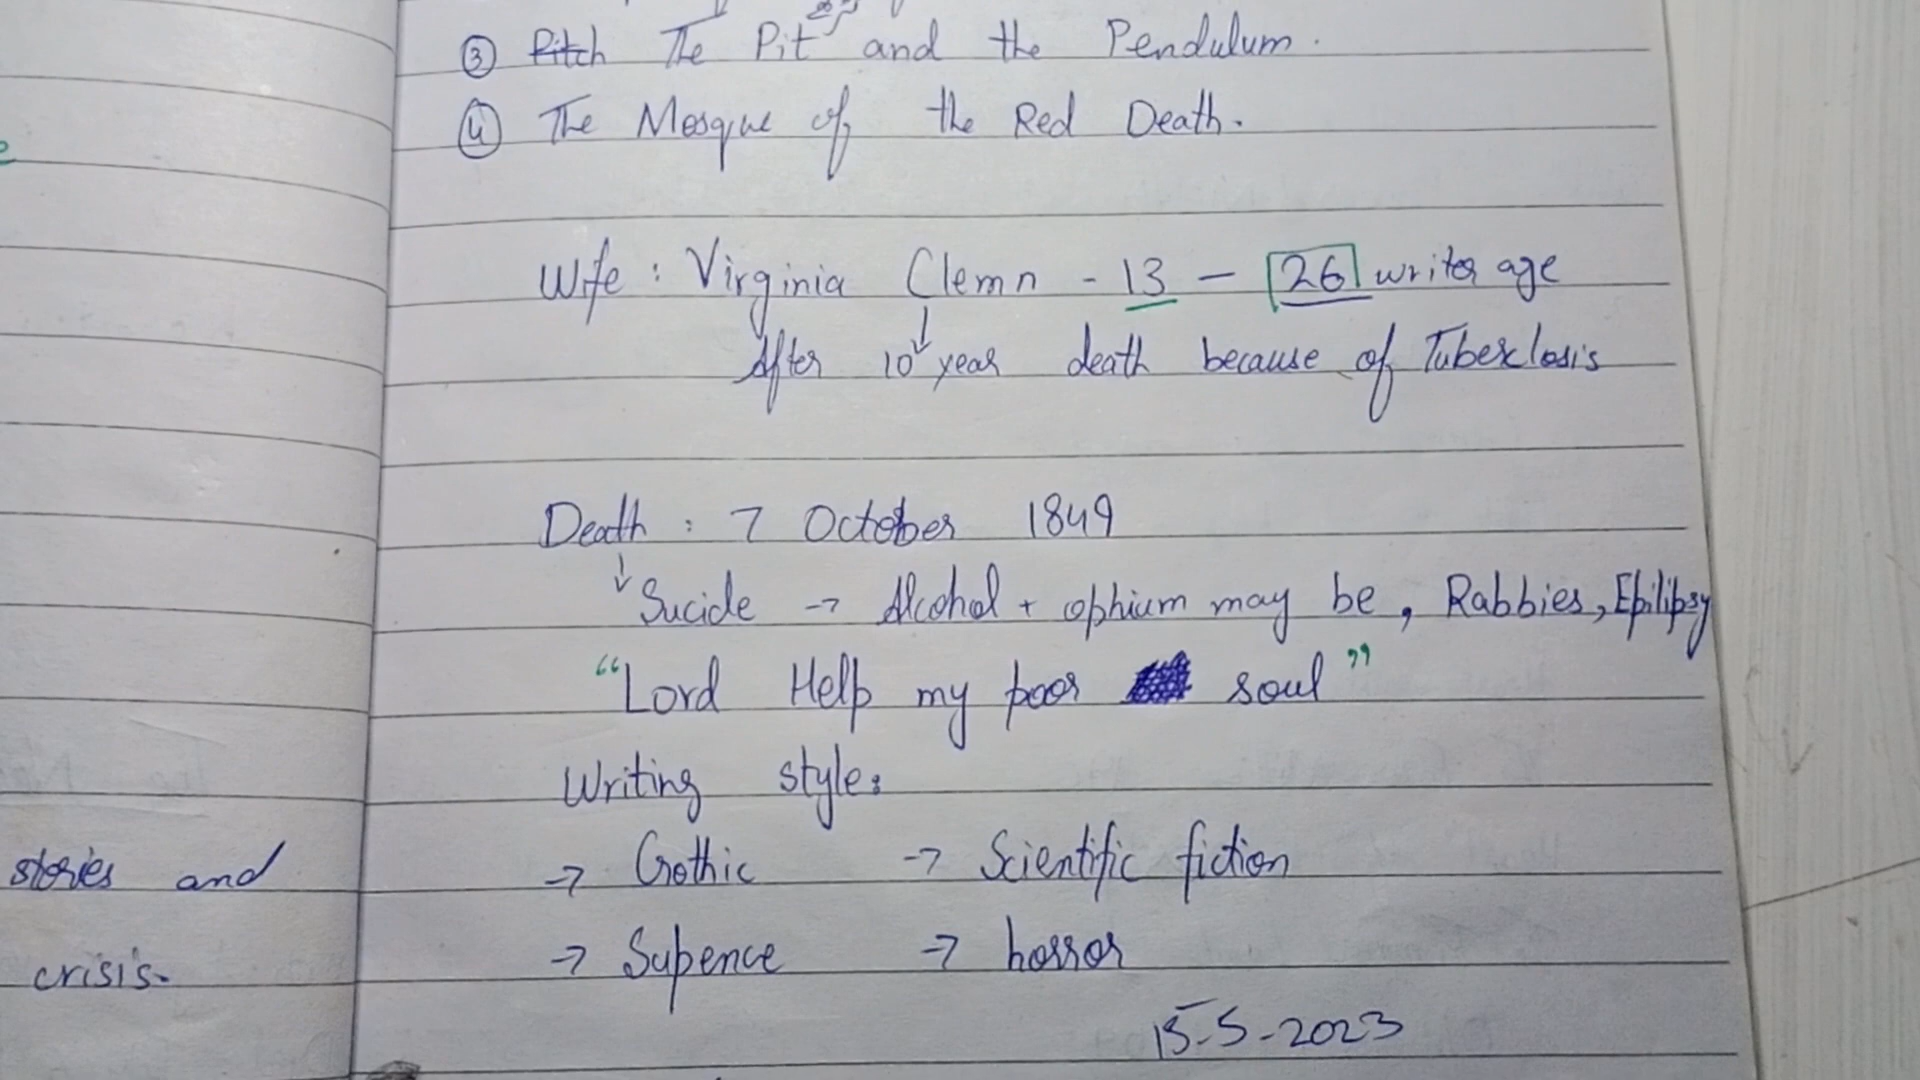 ③ Pitch The Pit and the Pendulum.
④ The Mosque of the Red Death.
Wife : Virginia Clemn - 13 - 26 writer age
After 10 year death because of Tuberclosis
Death : 7 October 1849
↓ Sucide → Alcohol + ophium may be, Rabbies, Epilipsy
"Lord Help my poor soul"
Writing style:
→ Gothic → Scientific fiction
→ Supence → horror
15-5-2023
stories and
crisis.